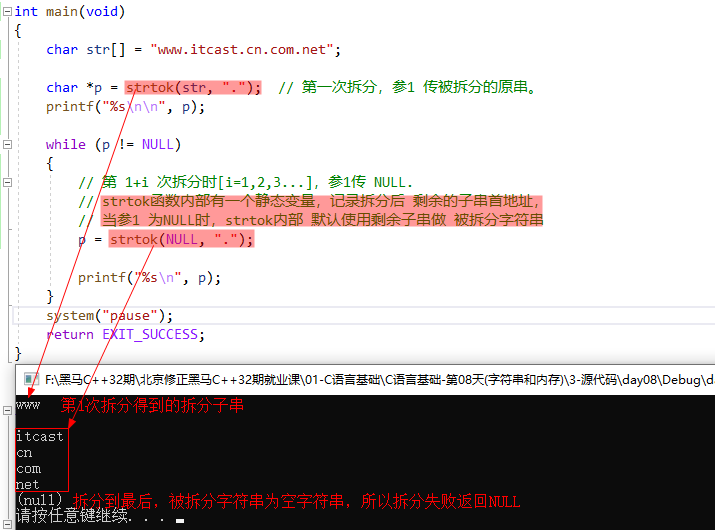 int main(void)
{
char str[] = "www.itcast.cn.com.net";
char *p = strtok(str, "."); // 第一次拆分，参1 传被拆分的原串。
printf("%s\n\n", p);
while (p != NULL)
{
// 第 1+i 次拆分时[i=1,2,3...]，参1传 NULL.
// strtok函数内部有一个静态变量，记录拆分后 剩余的子串首地址，
// 当参1 为NULL时，strtok内部 默认使用剩余子串做 被拆分字符串
p = strtok(NULL, ".");
printf("%s\n", p);
}
system("pause");
return EXIT_SUCCESS;
}
F:\黑马C++32期\北京修正黑马C++32期就业课\01-C语言基础\C语言基础-第08天(字符串和内存)\3-源代码\day08\Debug\d
www 第1次拆分得到的拆分子串
itcast
cn
com
net
(null) 拆分到最后，被拆分字符串为空字符串，所以拆分失败返回NULL
请按任意键继续. . .